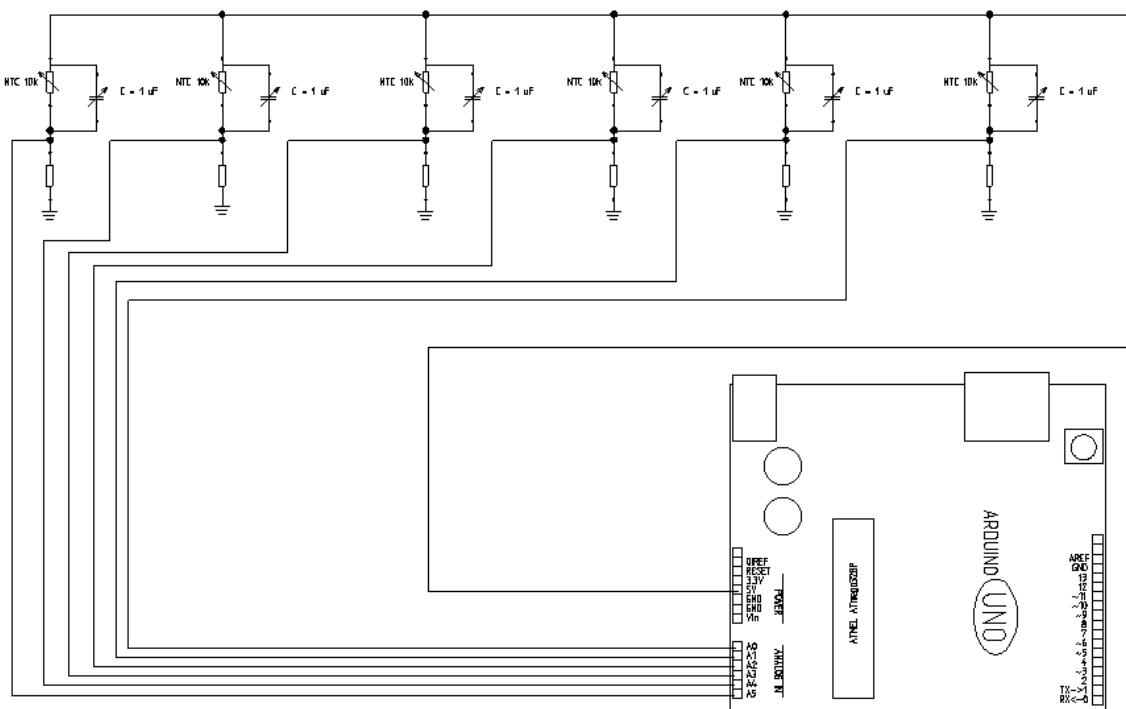 NTC 10k
C = 1 uF
NTC 10k
C = 1 uF
NTC 10k
C = 1 uF
NTC 10k
C = 1 uF
NTC 10k
C = 1 uF
NTC 10k
C = 1 uF
ARDUINO
UNO
ATMEL ATmega328P
POWER
RESET
3.3V
5V
GND
GND
Vin
ANALOG IN
A0
A1
A2
A3
A4
A5
AREF
GND
13
12
~11
~10
~9
8
7
~6
~5
4
~3
2
TX->1
RX<-0